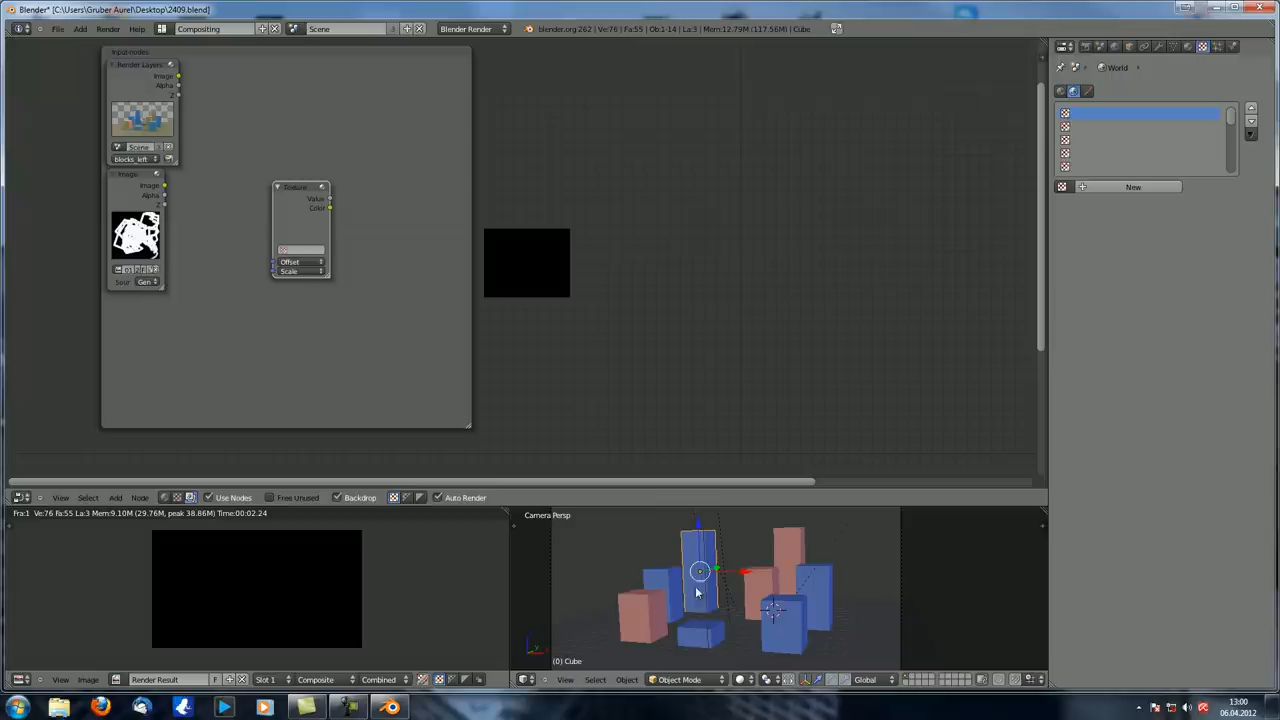 Blender* [C:\Users\Gruber Aurel\Desktop\2409.blend]
File Add Render Help Compositing Scene 3 Blender Render blender.org 262 | Ve:76 | Fa:55 | Ob:1-14 | La:3 | Mem:12.79M (117.56M) | Cube
Input-nodes
Render Layers
Image
Alpha
Z
Scene
blocks_left
Image
Image
Alpha
Z
Sour Gen
Texture
Value
Color
Offset
Scale
World
New
View Select Add Node Use Nodes Free Unused Backdrop Auto Render
Fra:1 Ve:76 Fa:55 La:3 Mem:9.10M (29.76M, peak 38.86M) Time:00:02.24
Camera Persp
(0) Cube
View Image Render Result F Slot 1 Composite Combined
View Select Object Object Mode Global
13:00
06.04.2012